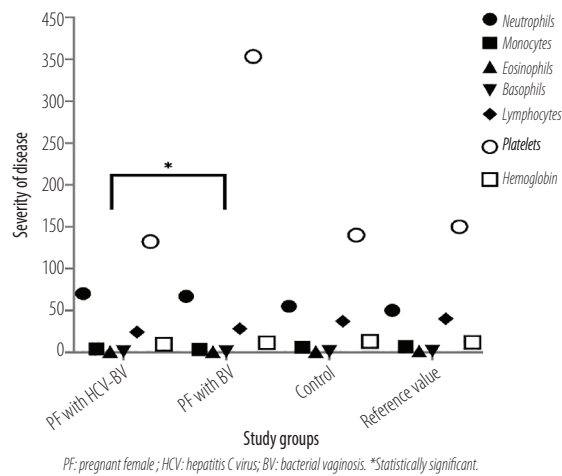 450
350
300
250
200
150
100
50
0
Severity of disease
*
Neutrophils
Monocytes
Eosinophils
Basophils
Lymphocytes
Platelets
Hemoglobin
PF with HCV-BV
PF with BV
Control
Reference value
Study groups
PF: pregnant female ; HCV: hepatitis C virus; BV: bacterial vaginosis. *Statistically significant.